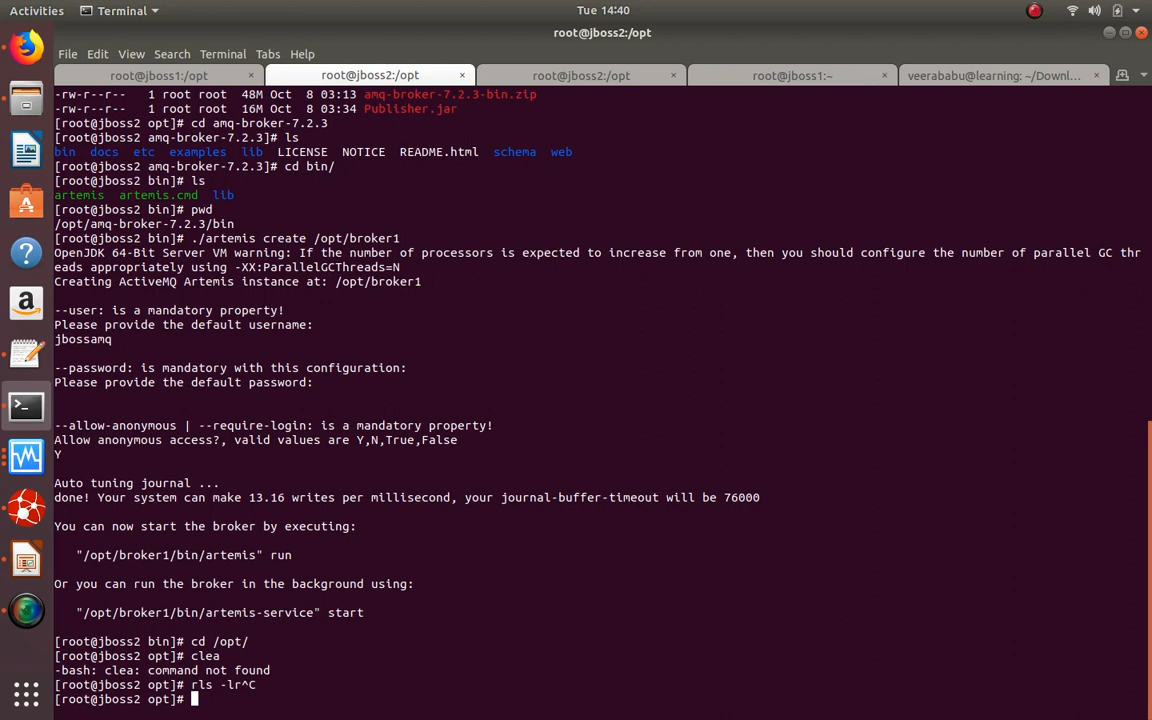 Activities Terminal Tue 14:40
root@jboss2:/opt
File Edit View Search Terminal Tabs Help
root@jboss1:/opt × root@jboss2:/opt × root@jboss2:/opt × root@jboss1:~ × veerababu@learning: ~/Downl... ×
-rw-r--r-- 1 root root 48M Oct 8 03:13 amq-broker-7.2.3-bin.zip
-rw-r--r-- 1 root root 16M Oct 8 03:34 Publisher.jar
[root@jboss2 opt]# cd amq-broker-7.2.3
[root@jboss2 amq-broker-7.2.3]# ls
bin docs etc examples lib LICENSE NOTICE README.html schema web
[root@jboss2 amq-broker-7.2.3]# cd bin/
[root@jboss2 bin]# ls
artemis artemis.cmd lib
[root@jboss2 bin]# pwd
/opt/amq-broker-7.2.3/bin
[root@jboss2 bin]# ./artemis create /opt/broker1
OpenJDK 64-Bit Server VM warning: If the number of processors is expected to increase from one, then you should configure the number of parallel GC thr
eads appropriately using -XX:ParallelGCThreads=N
Creating ActiveMQ Artemis instance at: /opt/broker1
--user: is a mandatory property!
Please provide the default username:
jbossamq
--password: is mandatory with this configuration:
Please provide the default password:
--allow-anonymous | --require-login: is a mandatory property!
Allow anonymous access?, valid values are Y,N,True,False
Y
Auto tuning journal ...
done! Your system can make 13.16 writes per millisecond, your journal-buffer-timeout will be 76000
You can now start the broker by executing:
"/opt/broker1/bin/artemis" run
Or you can run the broker in the background using:
"/opt/broker1/bin/artemis-service" start
[root@jboss2 bin]# cd /opt/
[root@jboss2 opt]# clea
-bash: clea: command not found
[root@jboss2 opt]# rls -lr^C
[root@jboss2 opt]#